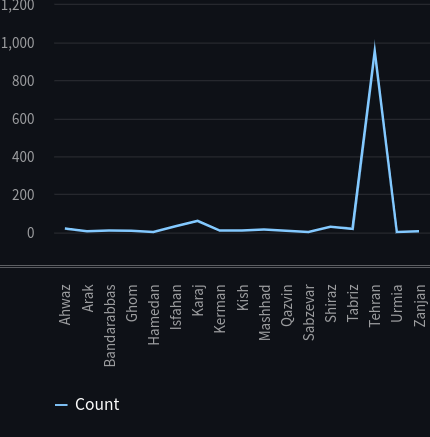 1,200
1,000
800
600
400
200
0
Ahwaz
Arak
Bandarabbas
Ghom
Hamedan
Isfahan
Karaj
Kerman
Kish
Mashhad
Qazvin
Sabzevar
Shiraz
Tabriz
Tehran
Urmia
Zanjan
Count